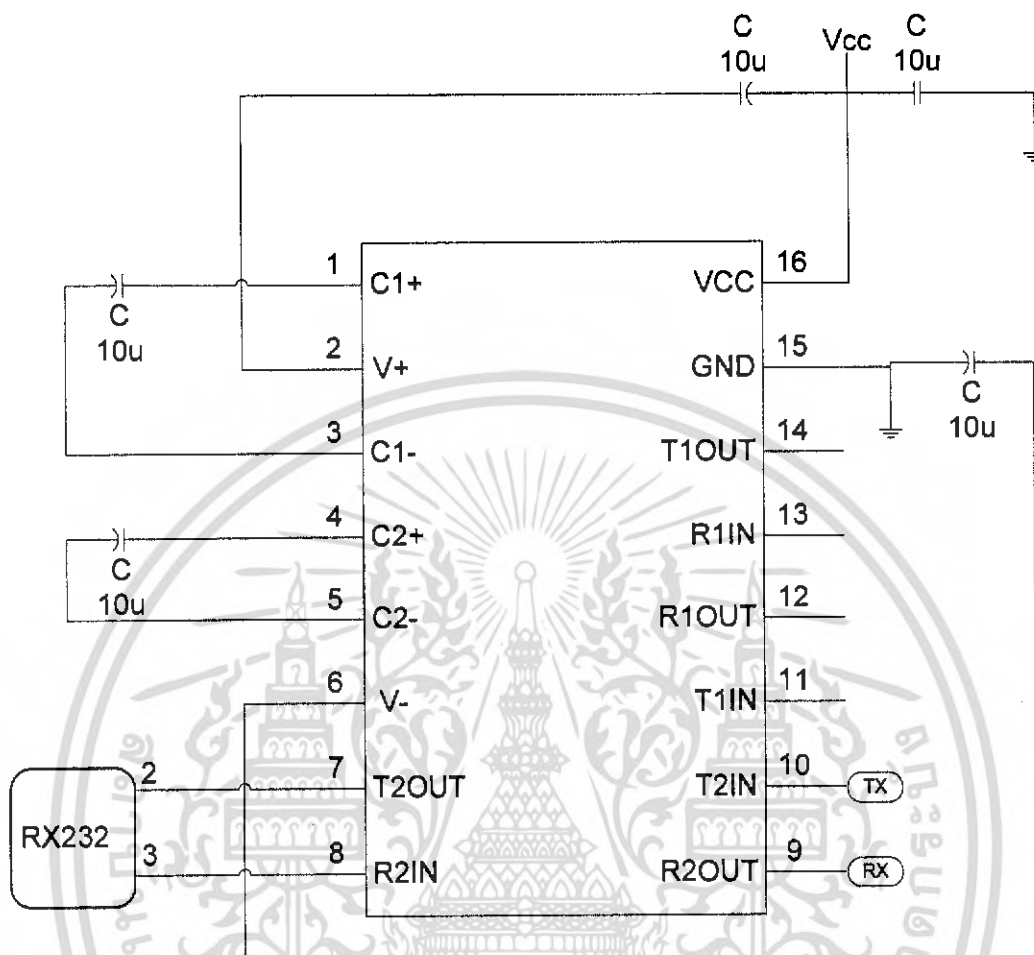 C
10u
Vcc
C
10u
1
C1+
VCC
16
C
10u
2
V+
GND
15
C
10u
3
C1-
T1OUT
14
4
C2+
R1IN
13
C
10u
5
C2-
R1OUT
12
6
V-
T1IN
11
RX232
2
7
T2OUT
T2IN
10
TX
3
8
R2IN
R2OUT
9
RX